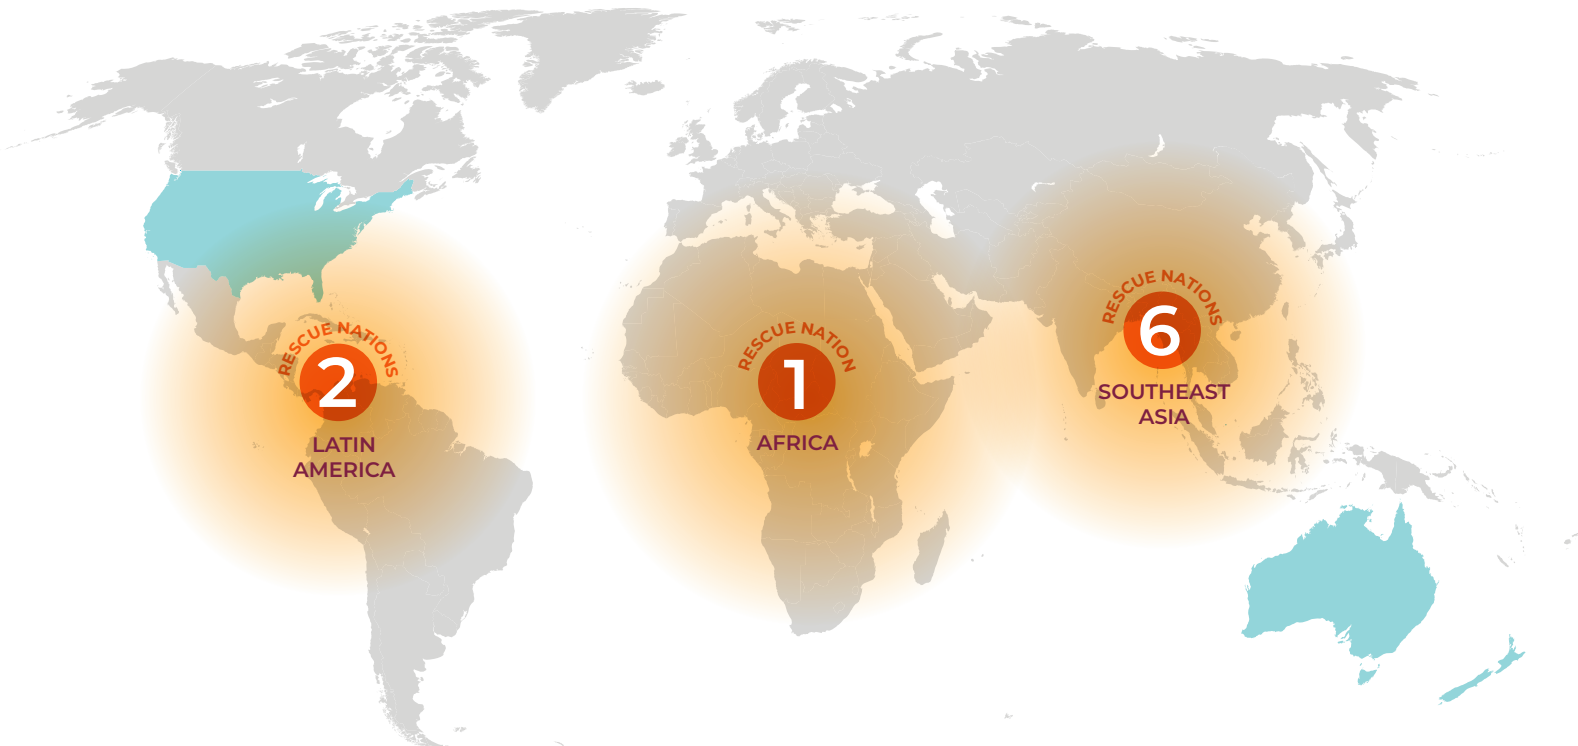 RESCUE NATIONS
2
LATIN
AMERICA
RESCUE NATION
1
AFRICA
RESCUE NATIONS
6
SOUTHEAST
ASIA